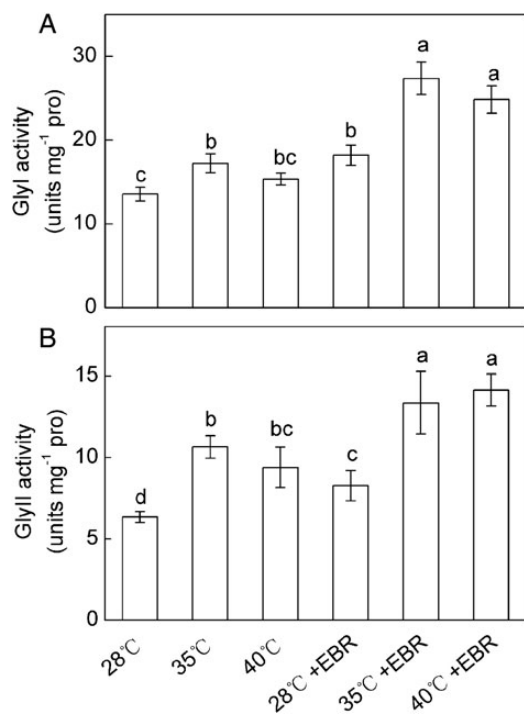 A
GlyI activity
(units mg⁻¹ pro)
30
20
10
0
c
b
bc
b
a
a
B
GlyII activity
(units mg⁻¹ pro)
15
10
5
0
d
b
bc
c
a
a
28℃
35℃
40℃
28℃ +EBR
35℃ +EBR
40℃ +EBR